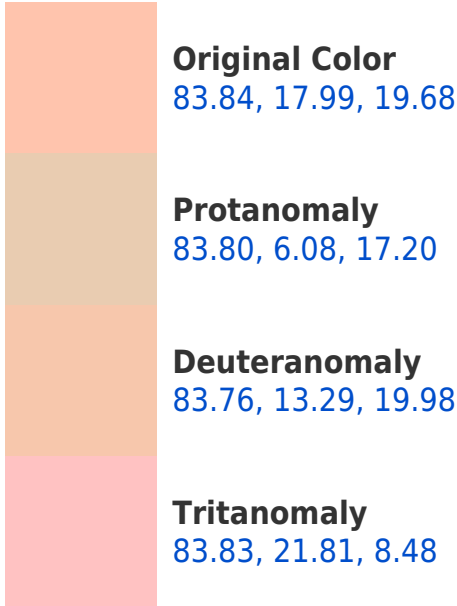 Original Color
83.84, 17.99, 19.68
Protanomaly
83.80, 6.08, 17.20
Deuteranomaly
83.76, 13.29, 19.98
Tritanomaly
83.83, 21.81, 8.48